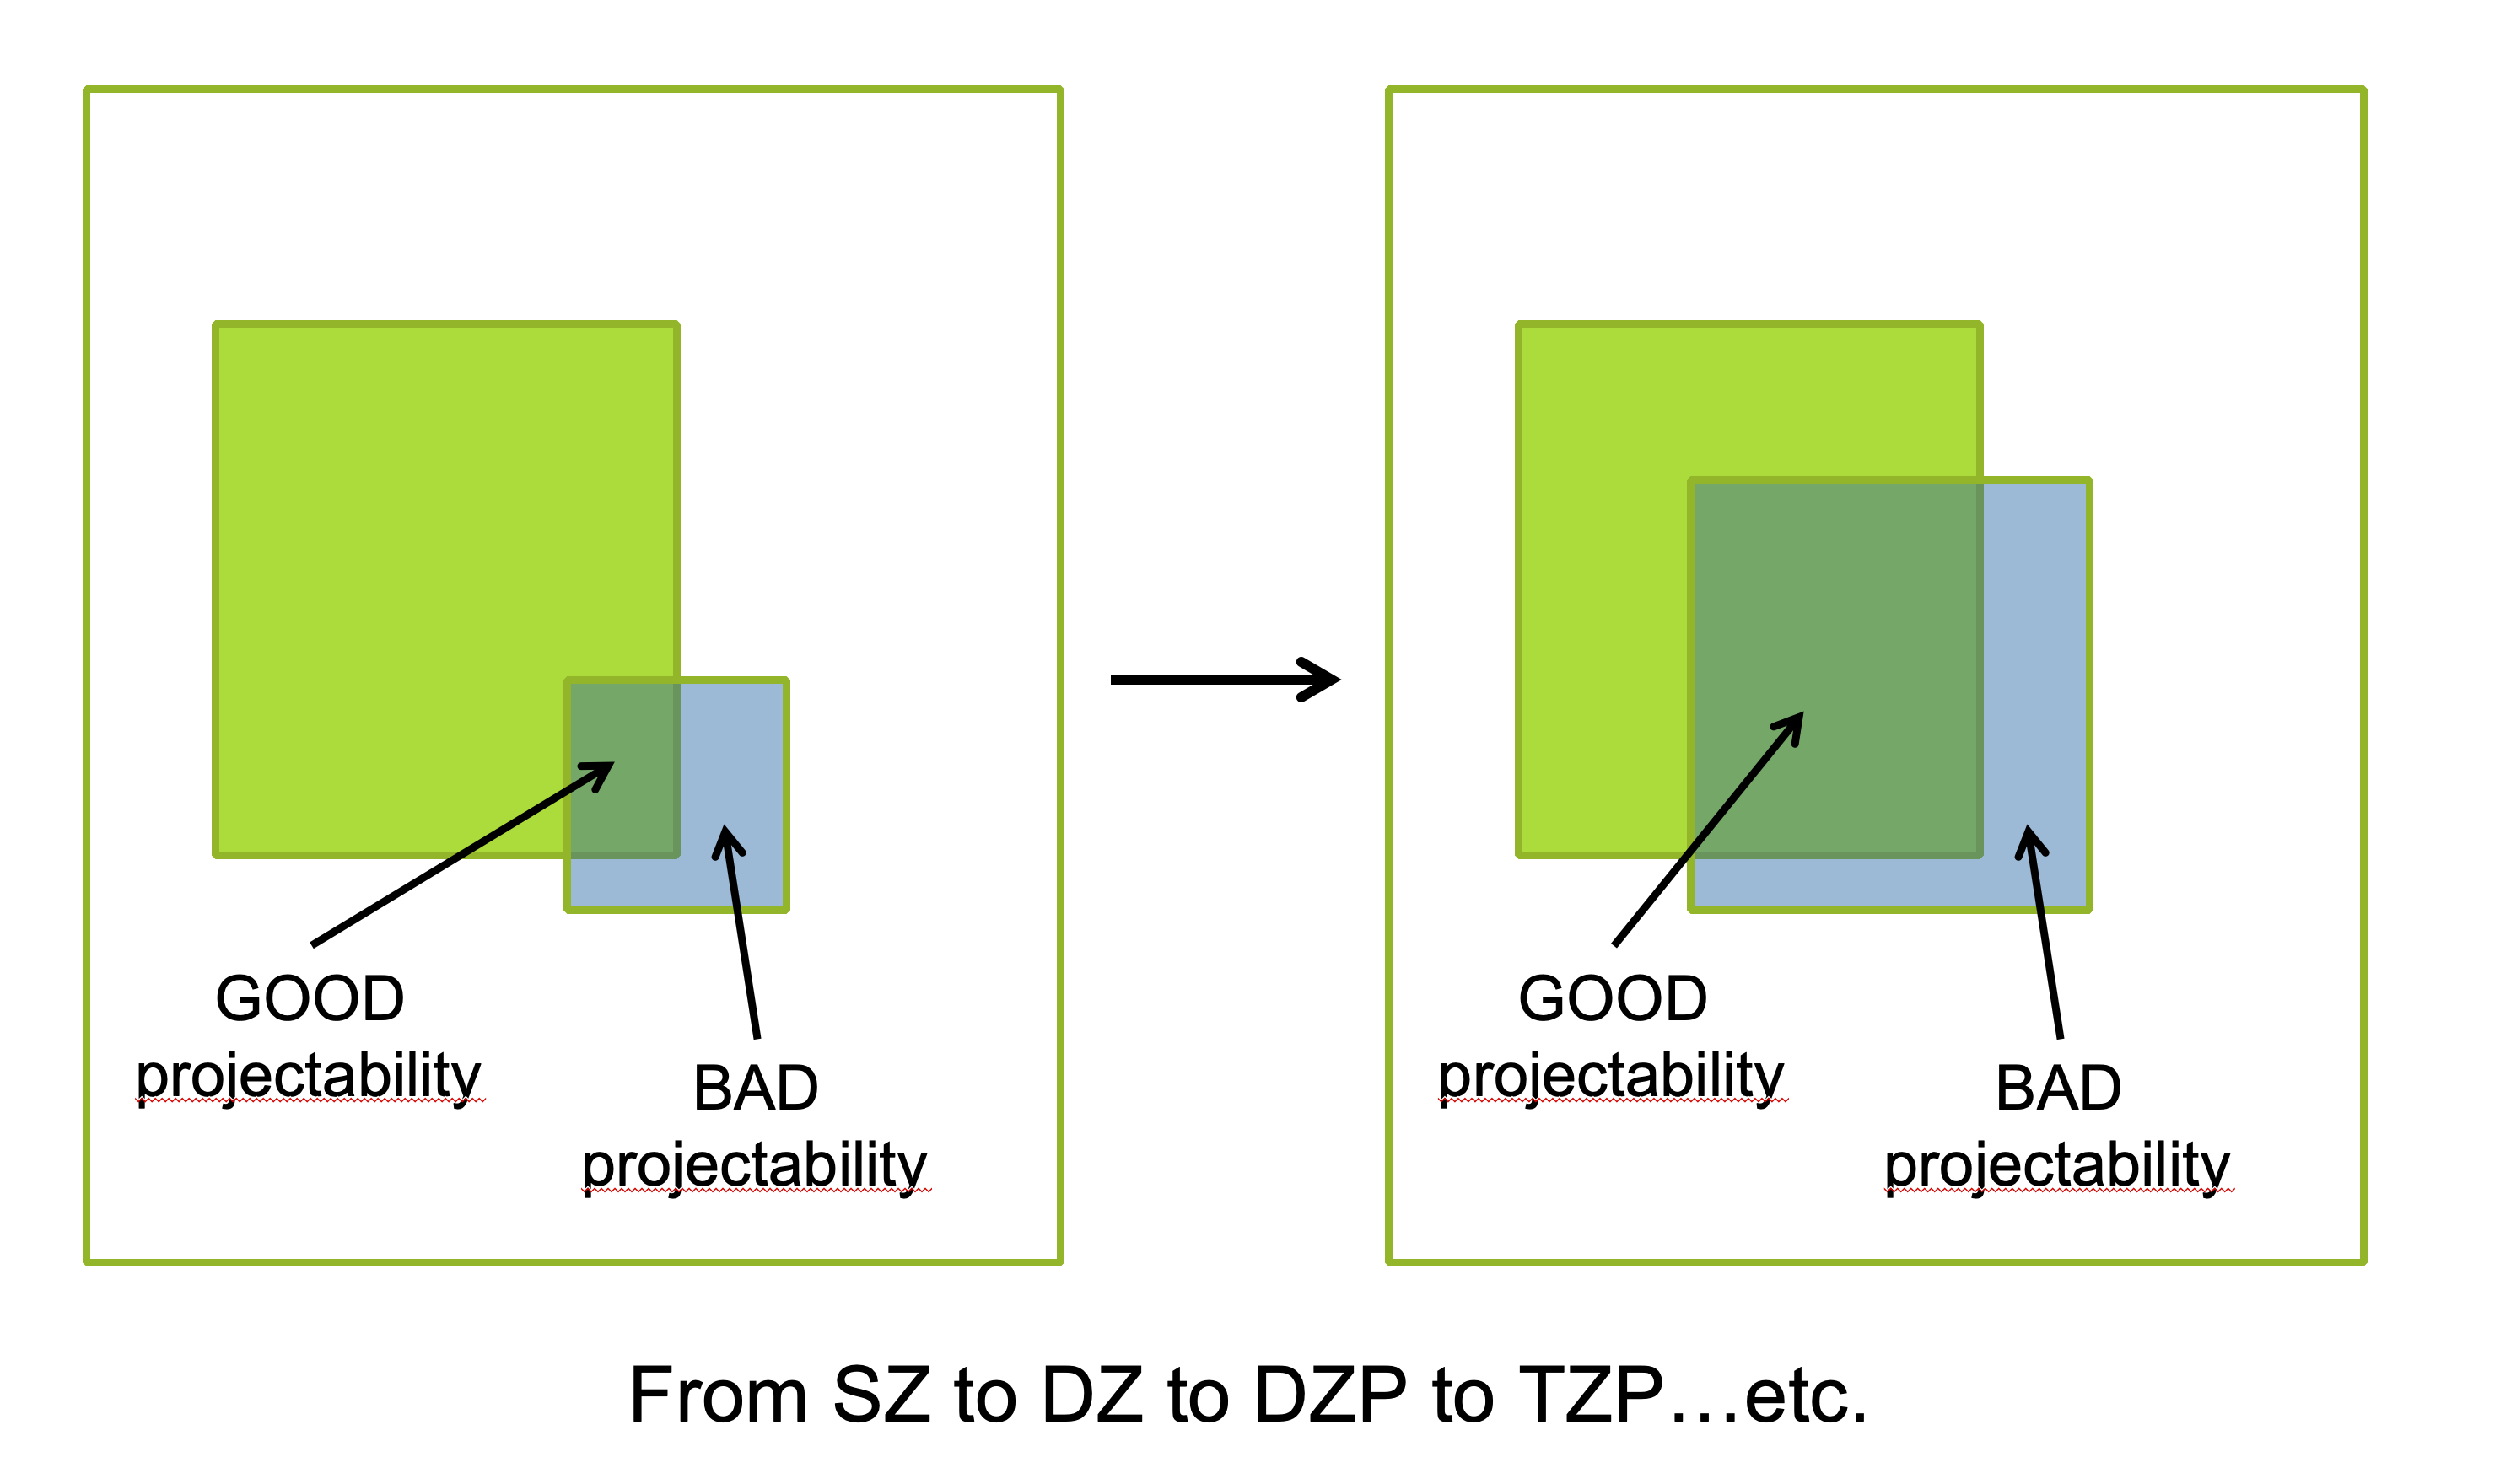 GOOD
projectability
BAD
projectability
GOOD
projectability
BAD
projectability
From SZ to DZ to DZP to TZP…etc.